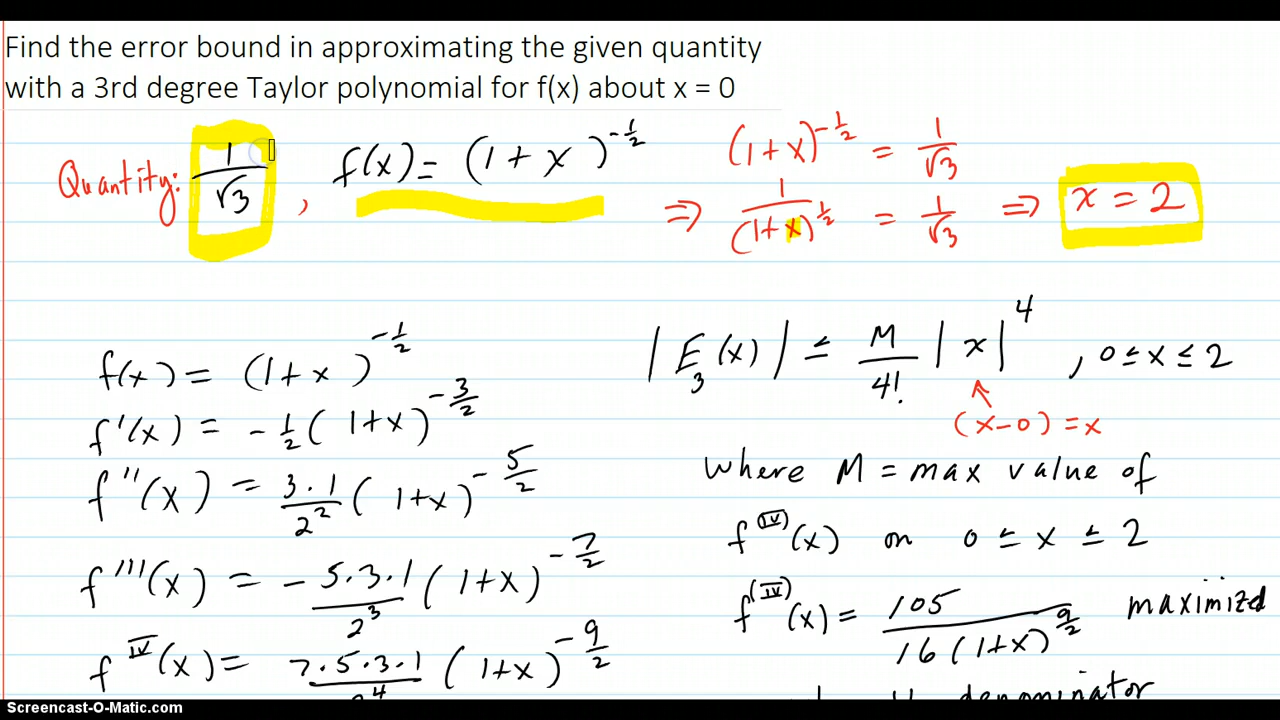 Find the error bound in approximating the given quantity
with a 3rd degree Taylor polynomial for f(x) about x = 0
Quantity: 1/√3 , f(x) = (1 + x)^(-1/2)
(1+x)^(-1/2) = 1/√3
⇒ 1/(1+x)^(1/2) = 1/√3 ⇒ x = 2
f(x) = (1+x)^(-1/2)
f'(x) = -1/2 (1+x)^(-3/2)
f''(x) = 3·1/2² (1+x)^(-5/2)
f'''(x) = - 5·3·1/2³ (1+x)^(-7/2)
f^IV(x) = 7·5·3·1/2⁴ (1+x)^(-9/2)
|E₃(x)| ≤ M/4! |x|⁴ , 0 ≤ x ≤ 2
(x-0) = x
where M = max value of
f^(IV)(x) on 0 ≤ x ≤ 2
f^(IV)(x) = 105/16(1+x)^(9/2) maximized
denominator
Screencast-O-Matic.com